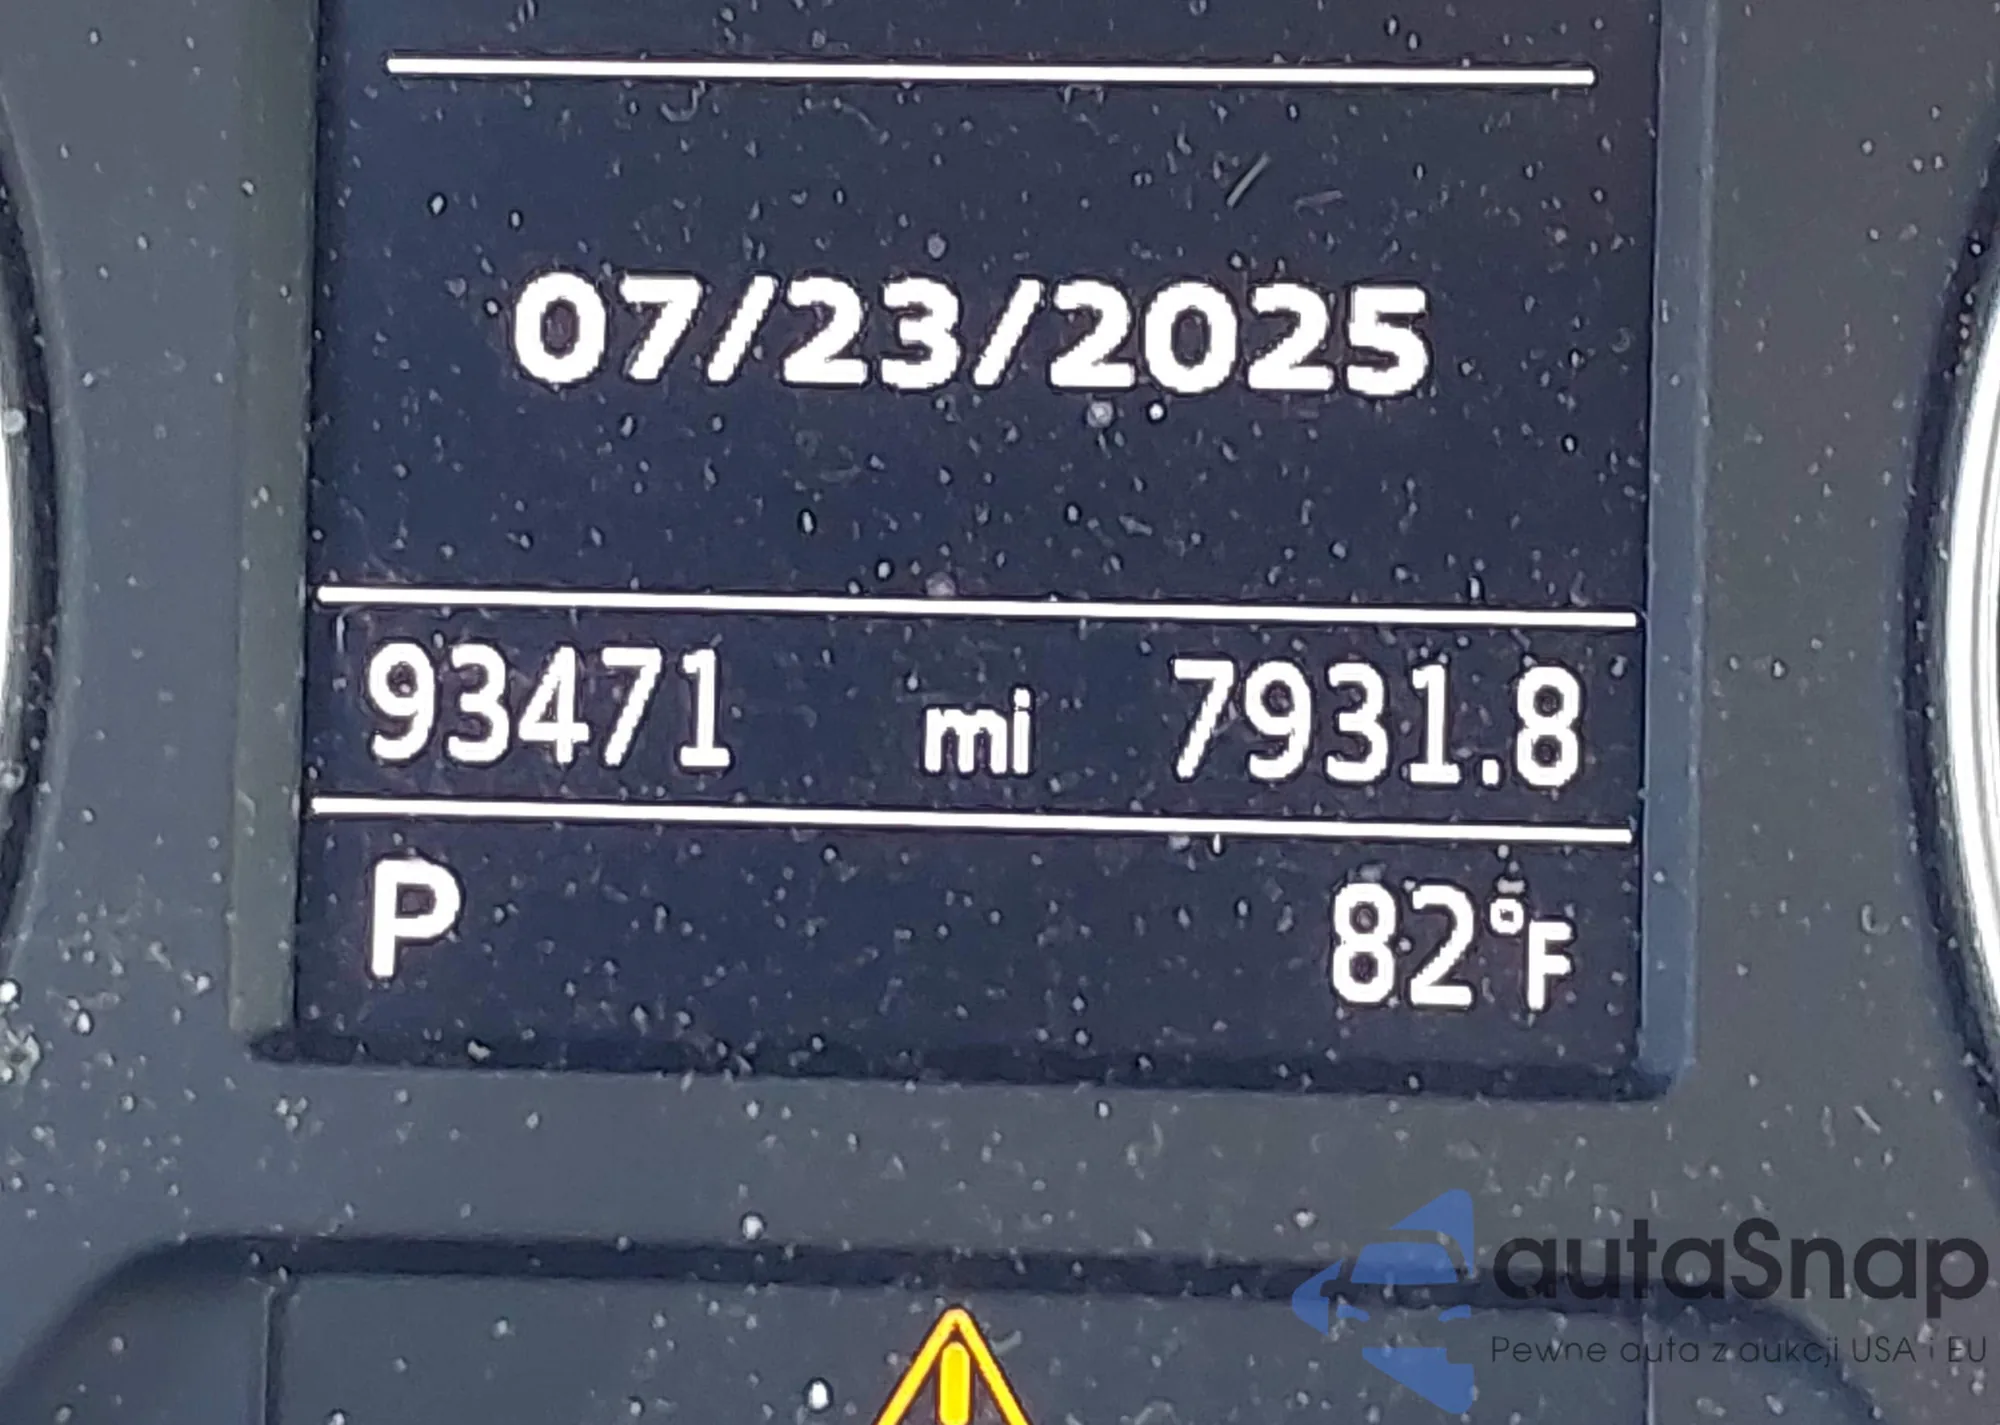 07/23/2025
93471 mi 7931.8
P 82°F
autaSnap
Pewne auta z aukcji USA i EU